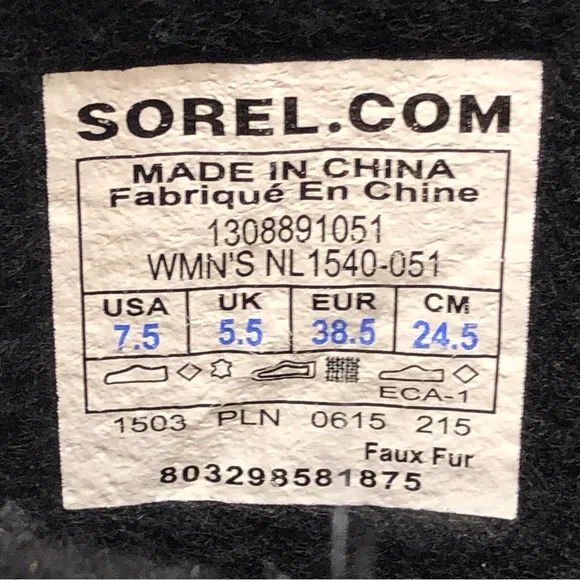 SOREL.COM
MADE IN CHINA
Fabriqué En Chine
1308891051
WMN'S NL1540-051
USA UK EUR CM
7.5 5.5 38.5 24.5
ECA-1
1503 PLN 0615 215
Faux Fur
803298581875